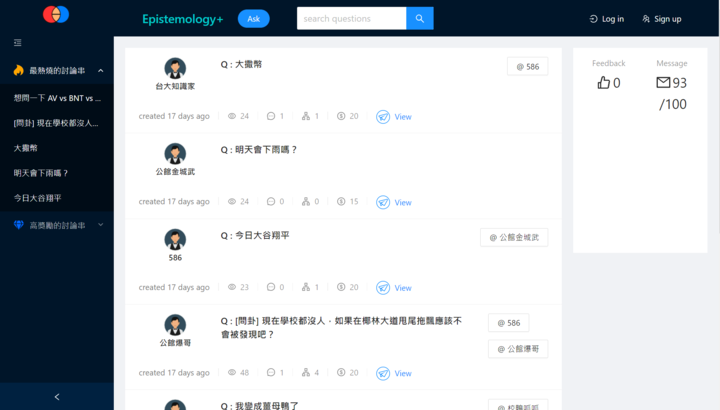 Epistemology+
Ask
search questions
Log in
Sign up
最熱燒的討論串
想問一下 AV vs BNT vs ...
[問卦] 現在學校都沒人...
大撒幣
明天會下雨嗎？
今日大谷翔平
高獎勵的討論串
台大知識家
Q : 大撒幣
@ 586
created 17 days ago
24
1
1
20
View
公館金城武
Q : 明天會下雨嗎？
created 17 days ago
24
0
0
15
View
586
Q : 今日大谷翔平
@ 公館金城武
created 17 days ago
23
0
1
20
View
公館爆哥
Q : [問卦] 現在學校都沒人，如果在椰林大道甩尾拖飄應該不
會被發現吧？
@ 586
@ 公館爆哥
created 17 days ago
48
1
4
20
View
Q : 我變成薑母鴨了
Feedback
0
Message
93
/100